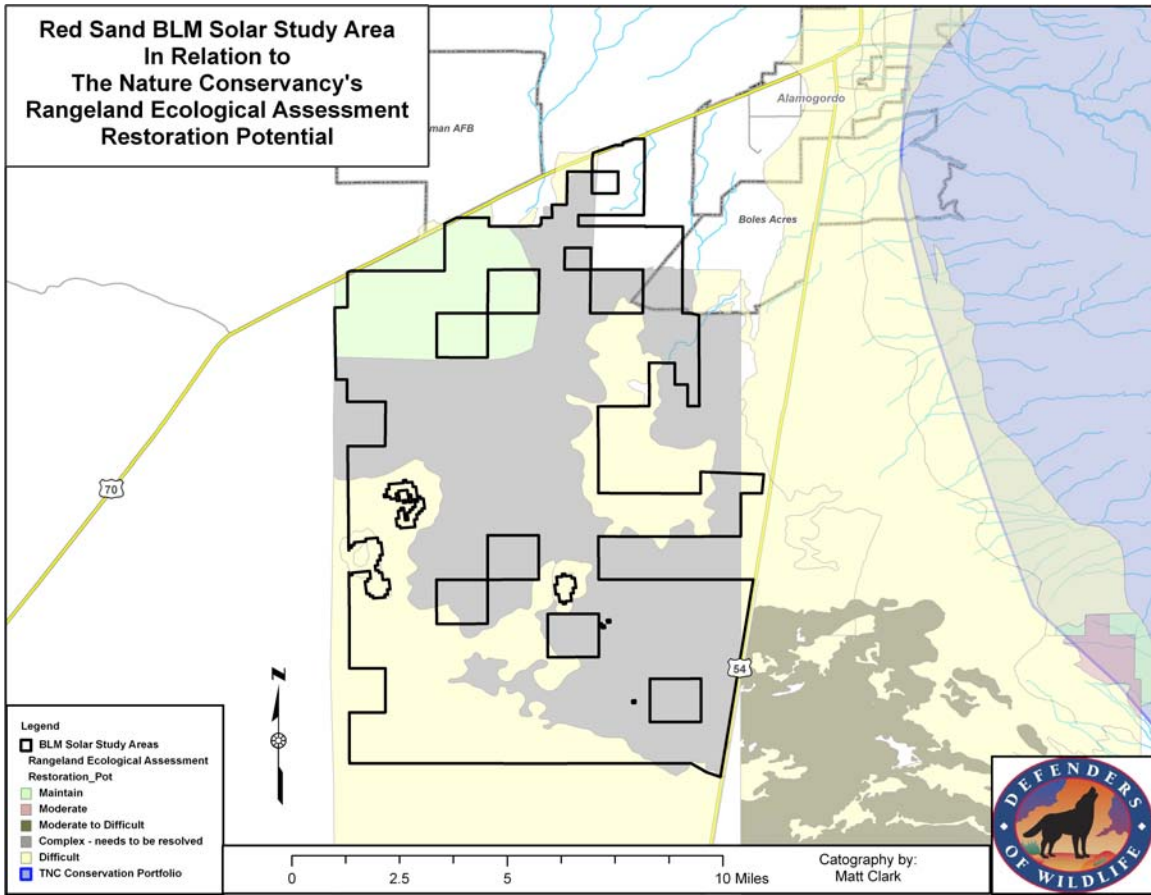 Red Sand BLM Solar Study Area
In Relation to
The Nature Conservancy's
Rangeland Ecological Assessment
Restoration Potential
man AFB
Alamogordo
Boles Acres
70
54
N
Legend
BLM Solar Study Areas
Rangeland Ecological Assessment
Restoration_Pot
Maintain
Moderate
Moderate to Difficult
Complex - needs to be resolved
Difficult
TNC Conservation Portfolio
0 2.5 5 10 Miles
Catography by:
Matt Clark
DEFENDERS
OF WILDLIFE